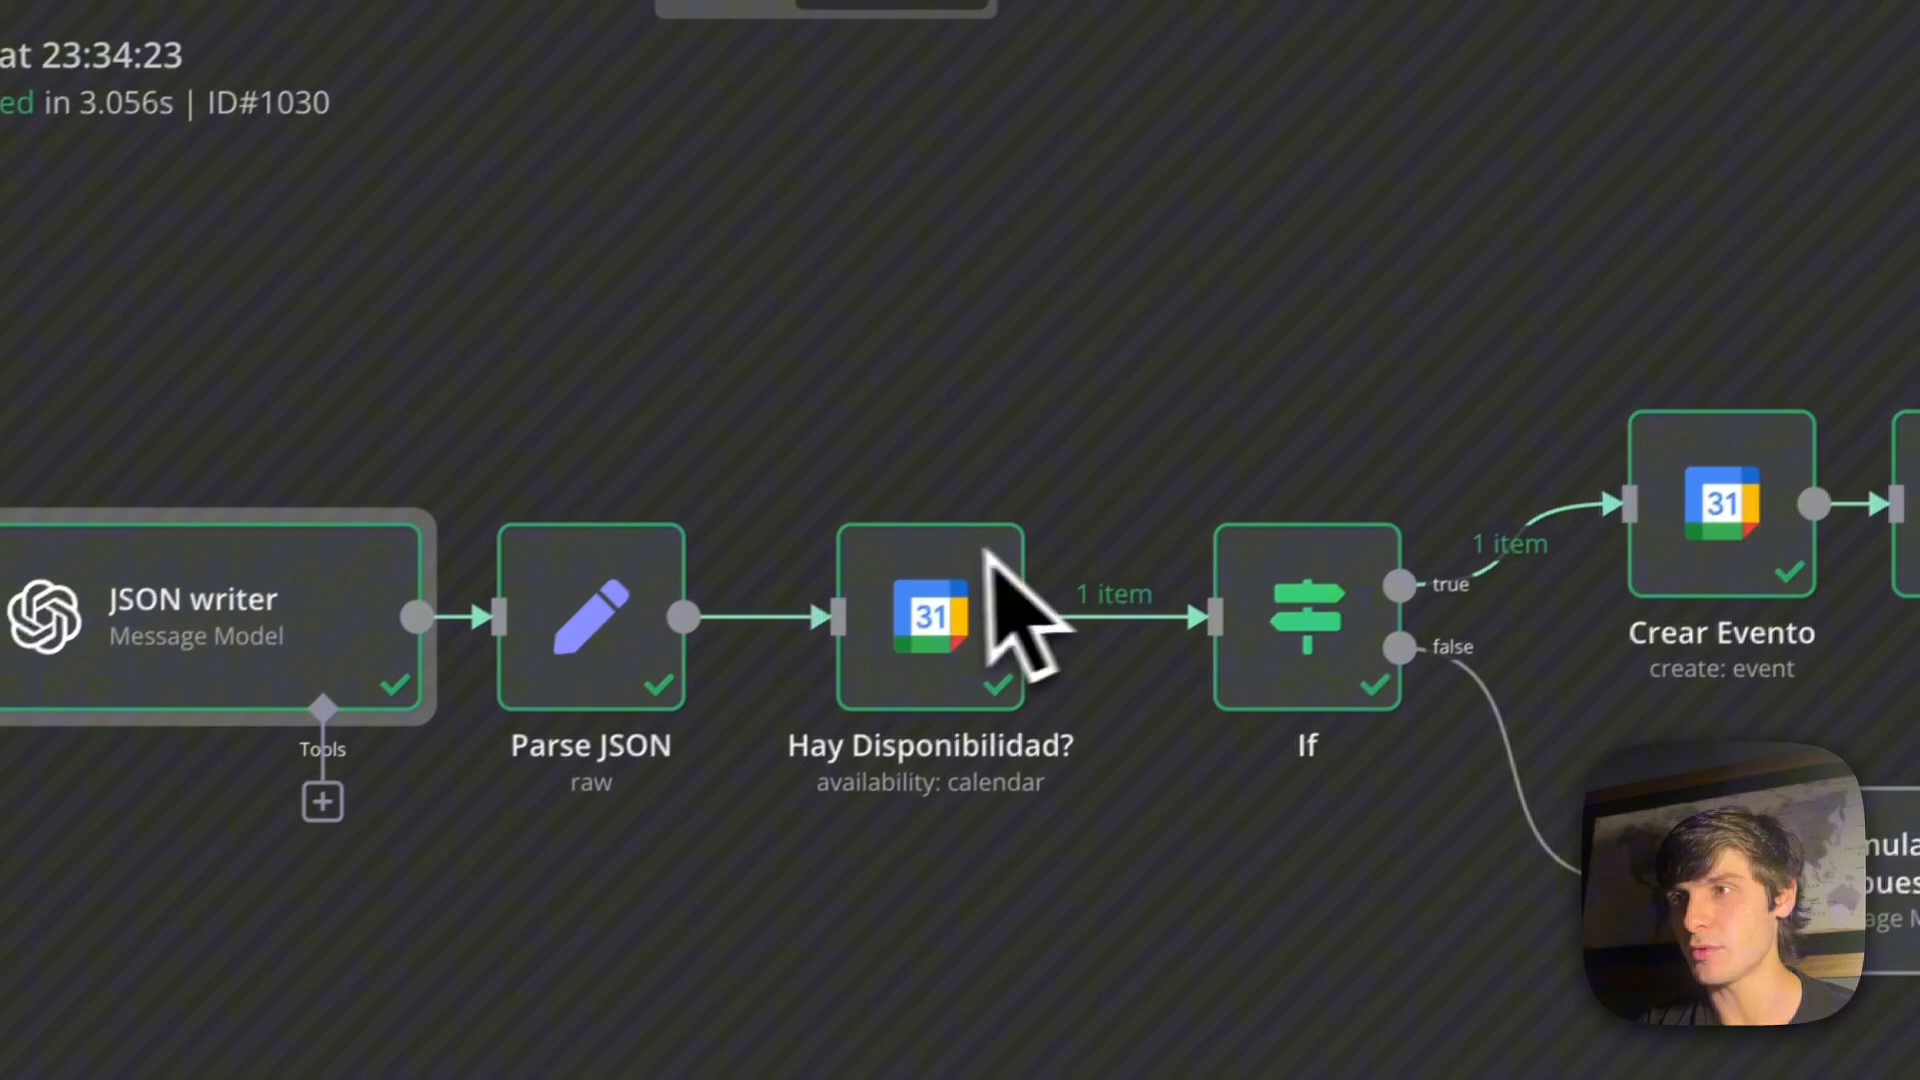 at 23:34:23
ed in 3.056s | ID#1030
31
1 item
true
Crear Evento
create: event
JSON writer
Message Model
31
1 item
false
Tools
Parse JSON
raw
Hay Disponibilidad?
availability: calendar
If